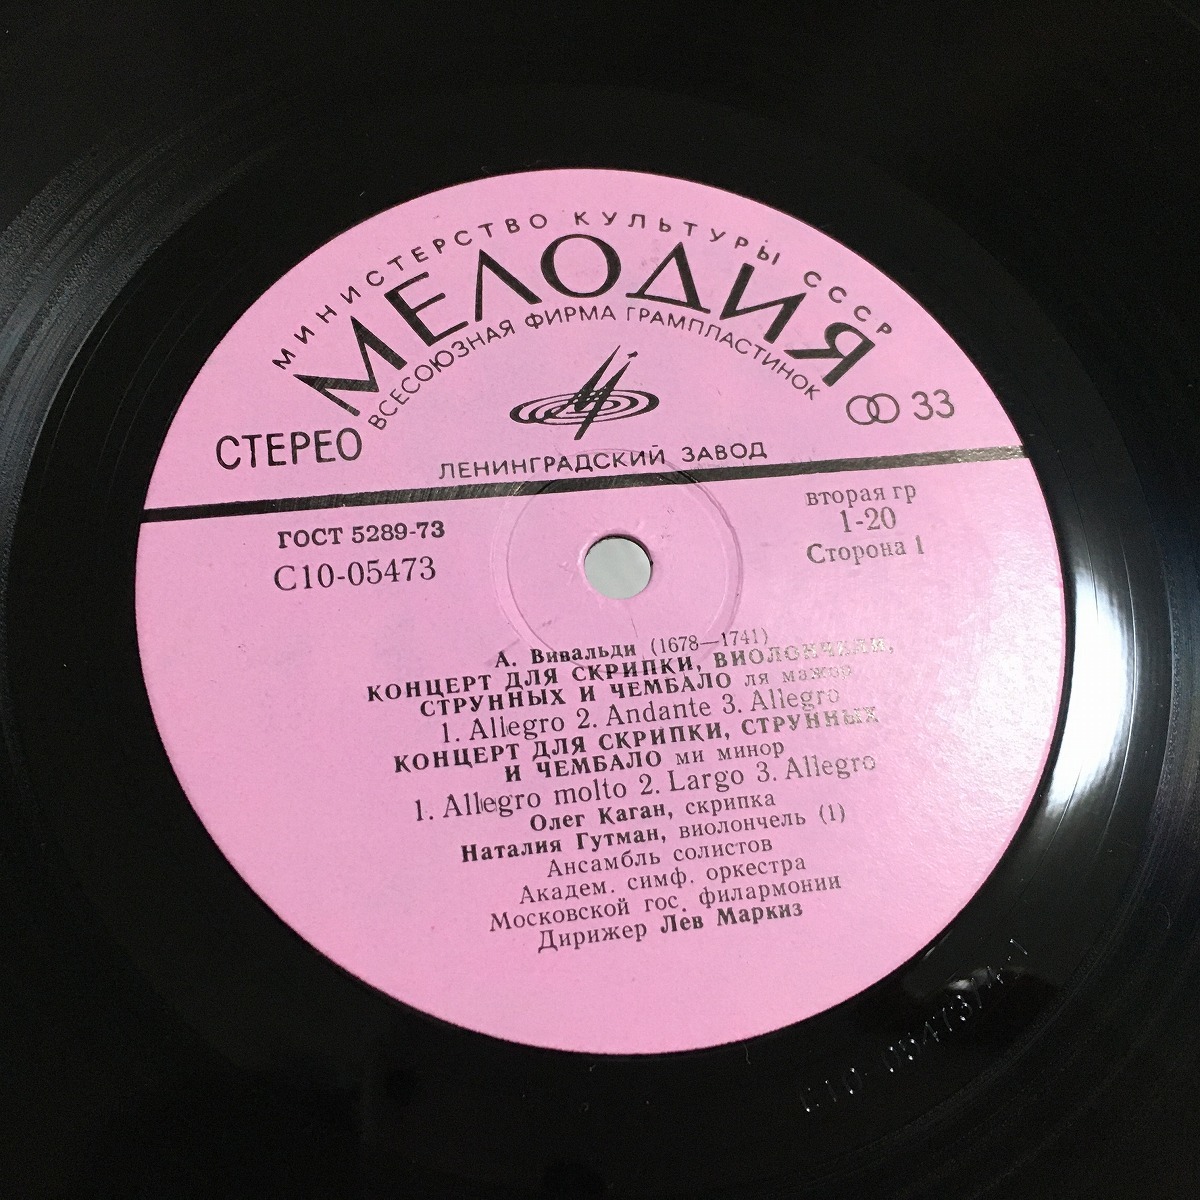 МИНИСТЕРСТВО КУЛЬТУРЫ СССР
МЕЛОДИЯ
ВСЕСОЮЗНАЯ ФИРМА ГРАМПЛАСТИНОК
СТЕРЕО
33
ЛЕНИНГРАДСКИЙ ЗАВОД
ГОСТ 5289-73
С10-05473
вторая гр
1-20
Сторона 1
А. Вивальди (1678—1741)
КОНЦЕРТ ДЛЯ СКРИПКИ, ВИОЛОНЧЕЛИ,
СТРУННЫХ И ЧЕМБАЛО ля мажор
1. Allegro 2. Andante 3. Allegro
КОНЦЕРТ ДЛЯ СКРИПКИ, СТРУННЫХ
И ЧЕМБАЛО ми минор
1. Allegro molto 2. Largo 3. Allegro
Олег Каган, скрипка
Наталия Гутман, виолончель (1)
Ансамбль солистов
Академ. симф. оркестра
Московской гос. филармонии
Дирижер Лев Маркиз